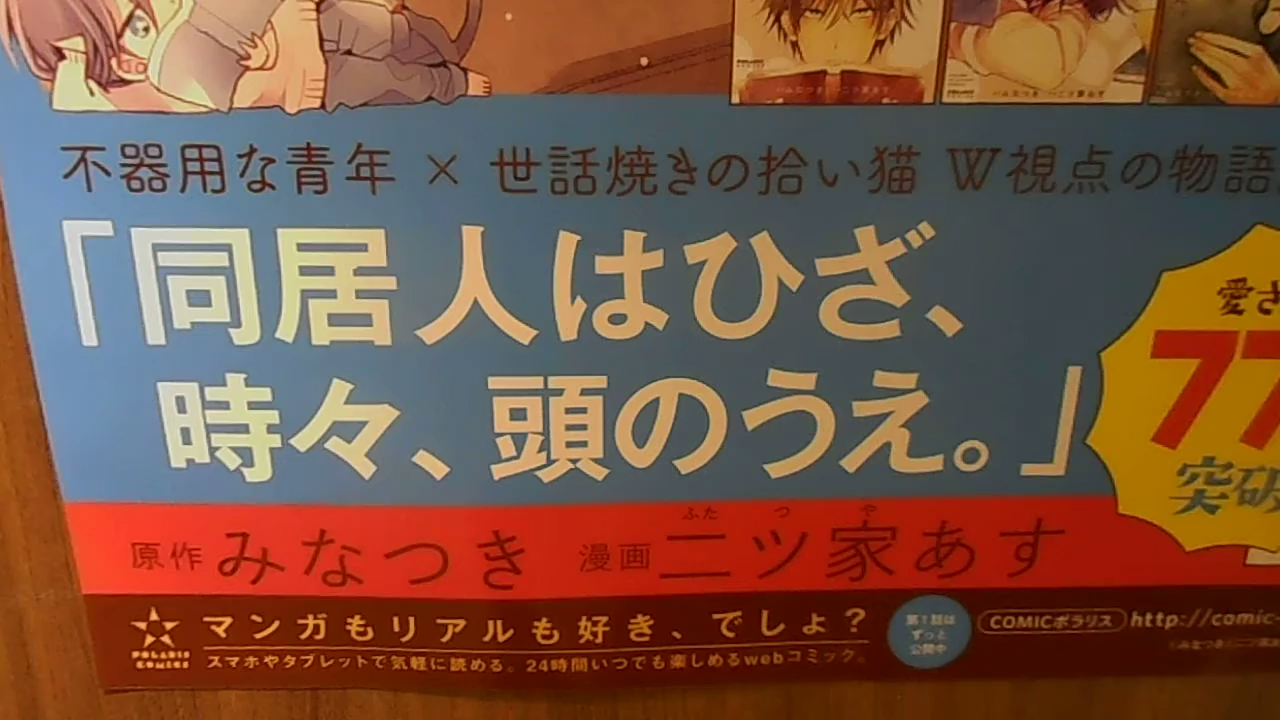 不器用な青年 × 世話焼きの拾い猫 W視点の物語
「同居人はひざ、
時々、頭のうえ。」
愛さ
77
突破
ふた つ や
原作 みなつき 漫画 二ツ家あす
マンガもリアルも好き、でしょ?
スマホやタブレットで気軽に読める。24時間いつでも楽しめるwebコミック。
POLARIS
COMICS
第1話は
ずっと
公開中
COMICポラリス http://comic-